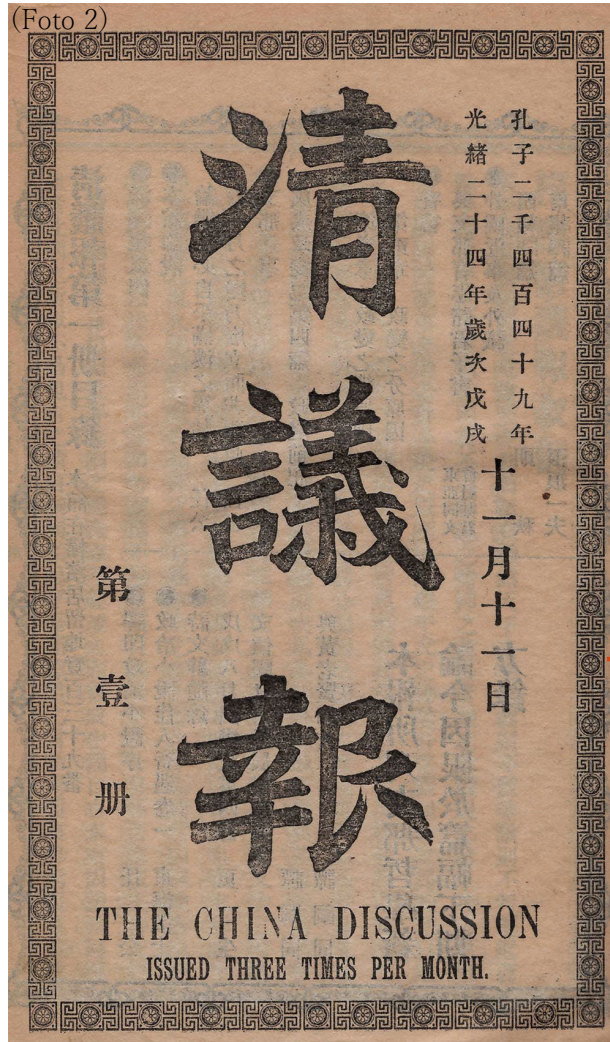 (Foto 2)
孔子二千四百四十九年
光緒二十四年歲次戊戌
十一月十一日
清議報
第壹册
THE CHINA DISCUSSION
ISSUED THREE TIMES PER MONTH.